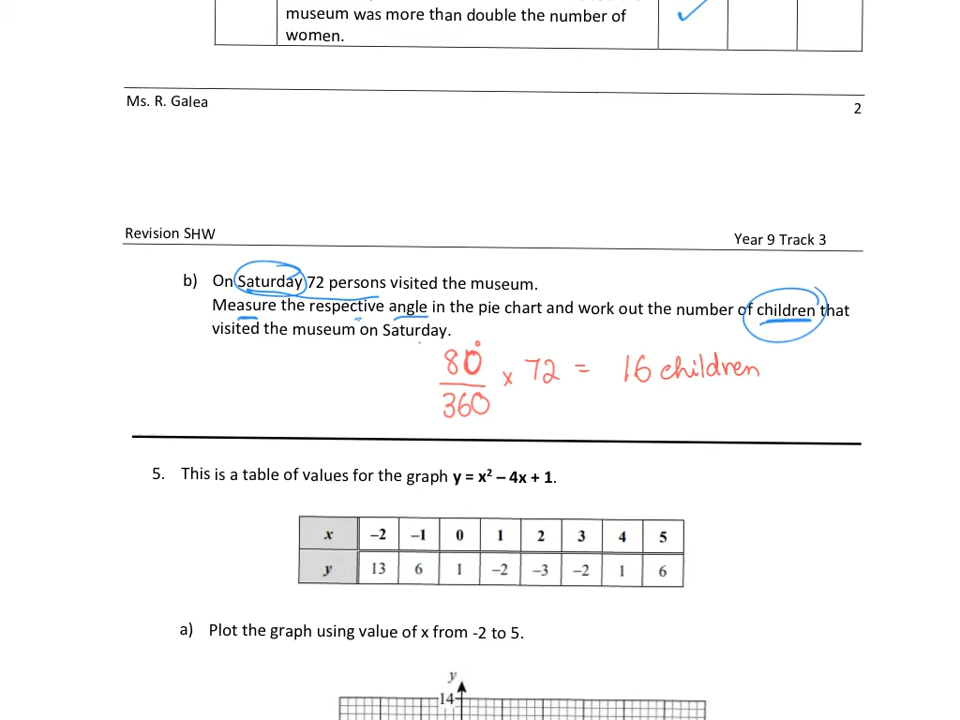 museum was more than double the number of
women.
Ms. R. Galea
2
Revision SHW
Year 9 Track 3
b) On Saturday 72 persons visited the museum.
Measure the respective angle in the pie chart and work out the number of children that
visited the museum on Saturday.
80°/360 x 72 = 16 children
5. This is a table of values for the graph y = x² – 4x + 1.
x –2 –1 0 1 2 3 4 5
y 13 6 1 –2 –3 –2 1 6
a) Plot the graph using value of x from -2 to 5.
y
14